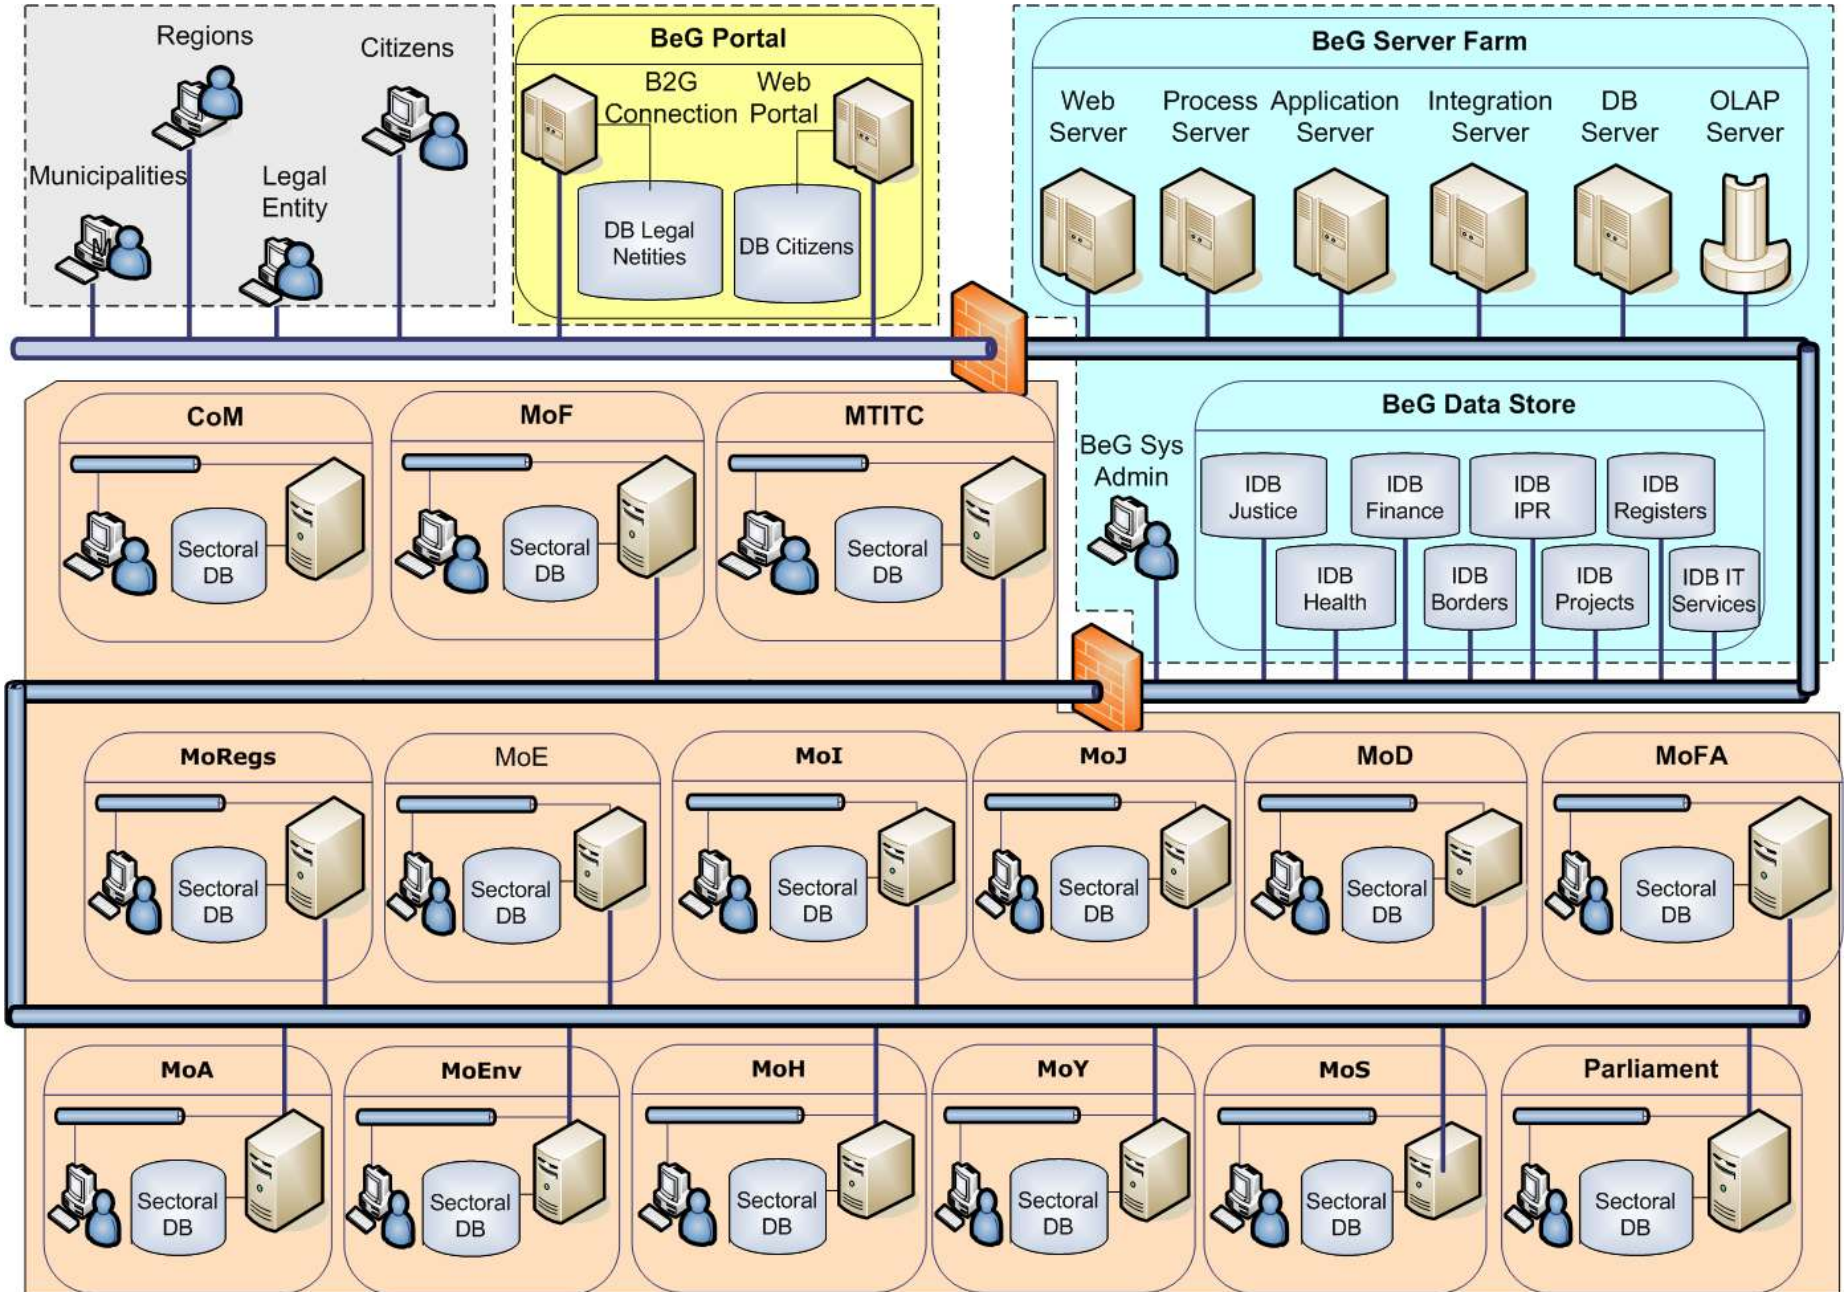 Regions
Citizens
Municipalities
Legal
Entity
BeG Portal
B2G
Connection
Web
Portal
DB Legal
Netities
DB Citizens
BeG Server Farm
Web
Server
Process
Server
Application
Server
Integration
Server
DB
Server
OLAP
Server
CoM
Sectoral
DB
MoF
Sectoral
DB
MTITC
Sectoral
DB
BeG Sys
Admin
BeG Data Store
IDB
Justice
IDB
Finance
IDB
IPR
IDB
Registers
IDB
Health
IDB
Borders
IDB
Projects
IDB IT
Services
MoRegs
Sectoral
DB
MoE
Sectoral
DB
MoI
Sectoral
DB
MoJ
Sectoral
DB
MoD
Sectoral
DB
MoFA
Sectoral
DB
MoA
Sectoral
DB
MoEnv
Sectoral
DB
MoH
Sectoral
DB
MoY
Sectoral
DB
MoS
Sectoral
DB
Parliament
Sectoral
DB